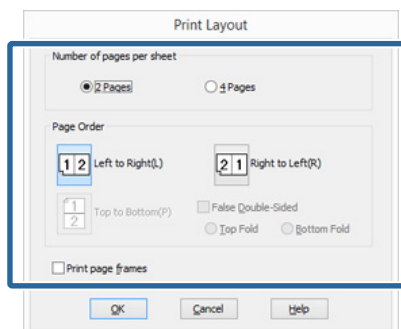 Print Layout
Number of pages per sheet
2 Pages
4 Pages
Page Order
1 2 Left to Right(L)
2 1 Right to Left(R)
1
2
Top to Bottom(P)
False Double-Sided
Top Fold
Bottom Fold
Print page frames
OK
Cancel
Help